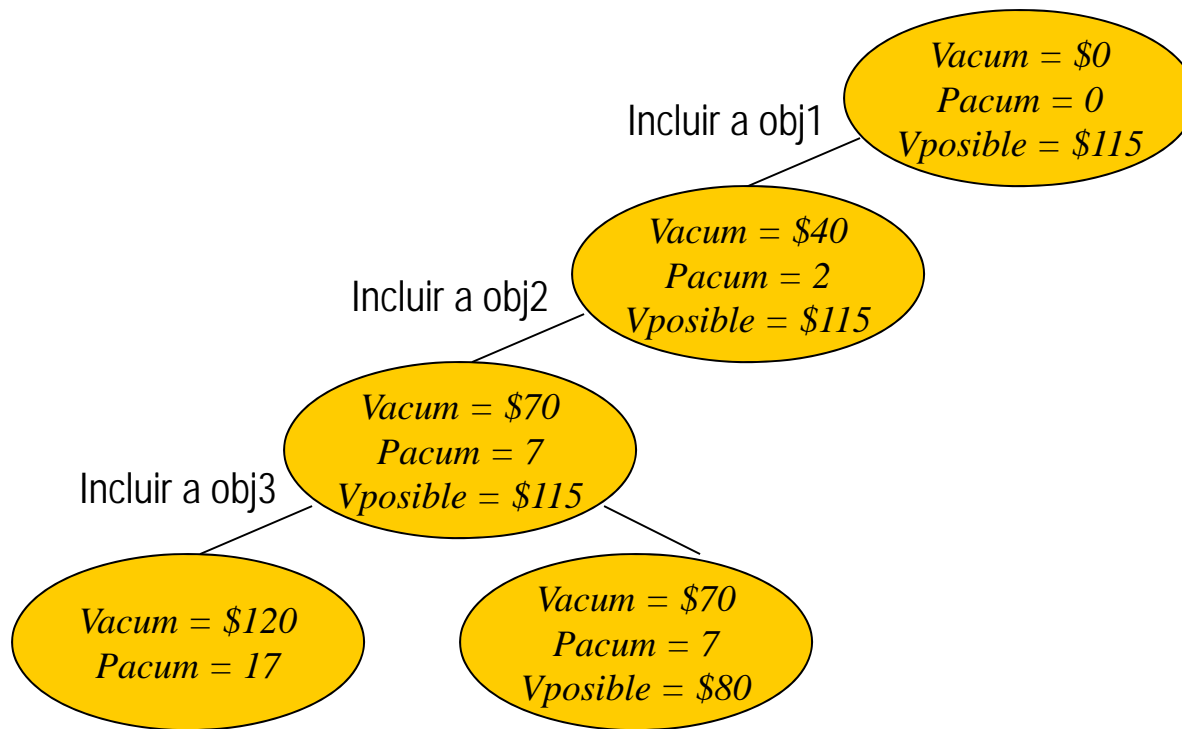 Vacum = $0
Pacum = 0
Vposible = $115
Incluir a obj1
Vacum = $40
Pacum = 2
Vposible = $115
Incluir a obj2
Vacum = $70
Pacum = 7
Vposible = $115
Incluir a obj3
Vacum = $120
Pacum = 17
Vacum = $70
Pacum = 7
Vposible = $80